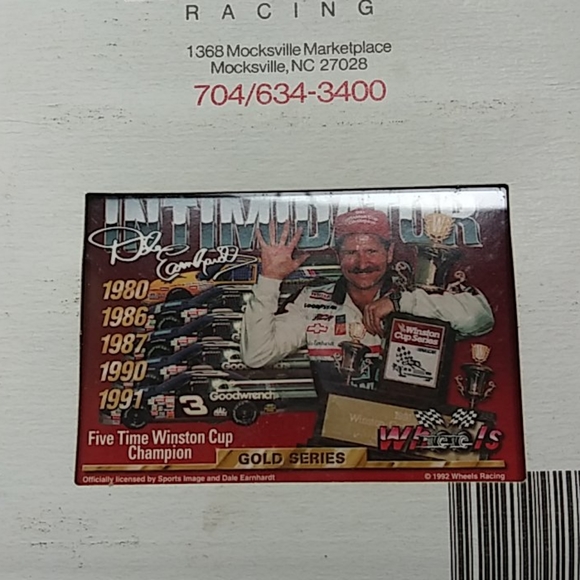 RACING
1368 Mocksville Marketplace
Mocksville, NC 27028
704/634-3400
INTIMIDATOR
Dale Earnhardt
1980
1986
1987
1990
1991
3
Goodwrench
Winston
Cup Series
Wheels
Five Time Winston Cup
Champion
GOLD SERIES
Officially licensed by Sports Image and Dale Earnhardt
© 1992 Wheels Racing